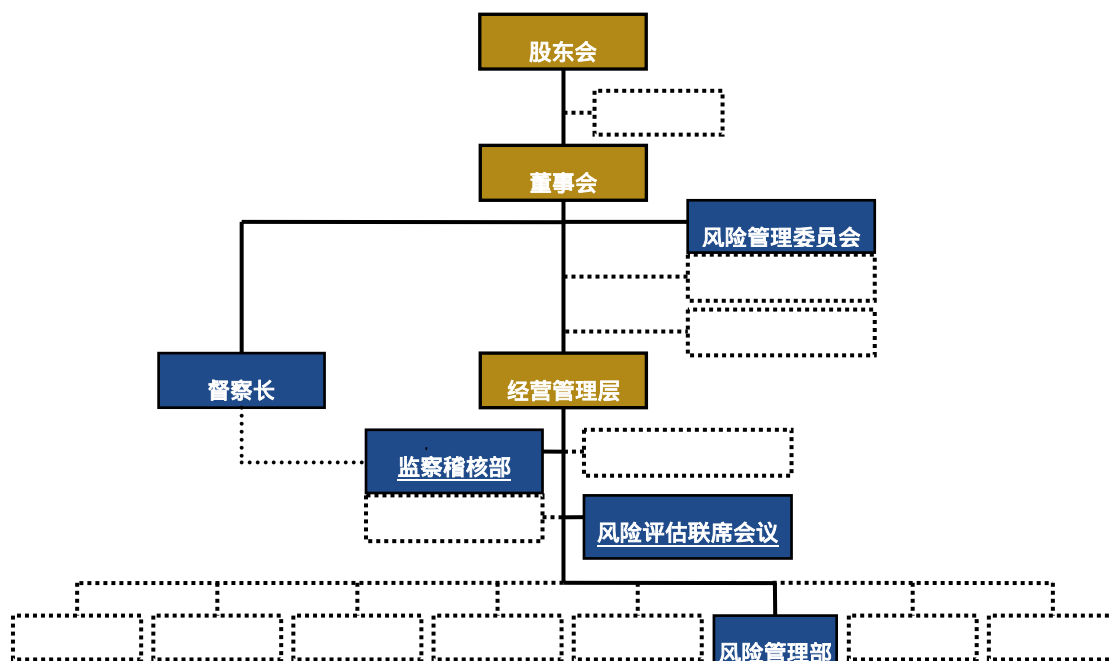 股东会
董事会
风险管理委员会
督察长
经营管理层
监察稽核部
风险评估联席会议
风险管理部